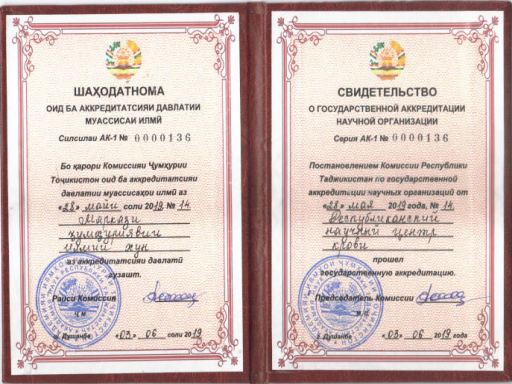 ШАҲОДАТНОМА
ОИД БА АККРЕДИТАТСИЯИ ДАВЛАТИИ
МУАССИСАИ ИЛМӢ
Силсилаи АК-1 № 0000136
Бо қарори Комиссияи Ҷумҳурии
Тоҷикистон оид ба аккредитатсияи
давлатии муассисаҳои илмӣ аз
«28» майи соли 2019 № 14
Маркази
ҷумҳуриявии
илмии хун
аз аккредитатсияи давлатӣ
гузашт.
Раиси Комиссия
Ҷ.М.
ш. Душанбе «03» 06 соли 2019
СВИДЕТЕЛЬСТВО
О ГОСУДАРСТВЕННОЙ АККРЕДИТАЦИИ
НАУЧНОЙ ОРГАНИЗАЦИИ
Серия АК-1 № 0000136
Постановлением Комиссии Республики
Таджикистан по государственной
аккредитации научных организаций от
«28» мая 2019 года, № 14
Республиканский
научный центр
крови
прошел
государственную аккредитацию.
Председатель Комиссии
м.п.
г. Душанбе «03» 06 2019 года